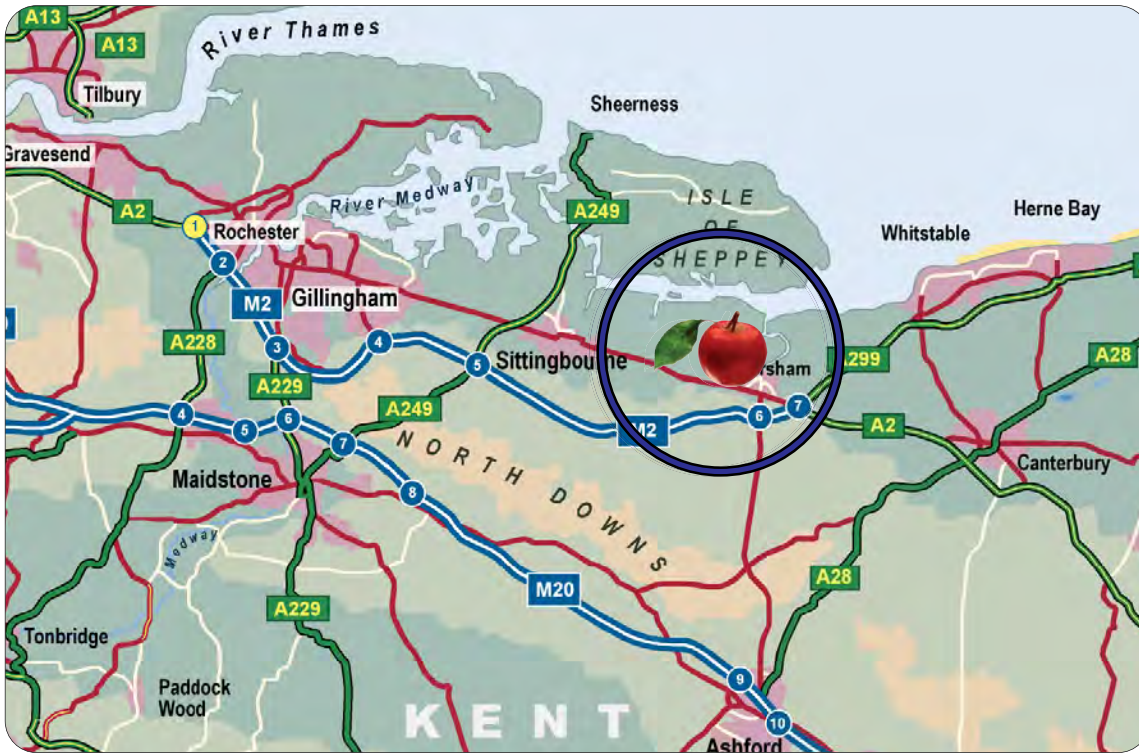 A13
A13
River Thames
Tilbury
Sheerness
Gravesend
River Medway
A2
A249
ISLE
OF
SHEPPEY
Herne Bay
Whitstable
1
Rochester
2
M2
Gillingham
A228
3
4
5
Sittingbourne
rsham
A299
A28
A229
A249
4
5
6
7
M2
6
7
A2
Maidstone
8
NORTH DOWNS
Canterbury
Medway
M20
A28
A229
Tonbridge
Paddock
Wood
9
10
KENT
Ashford